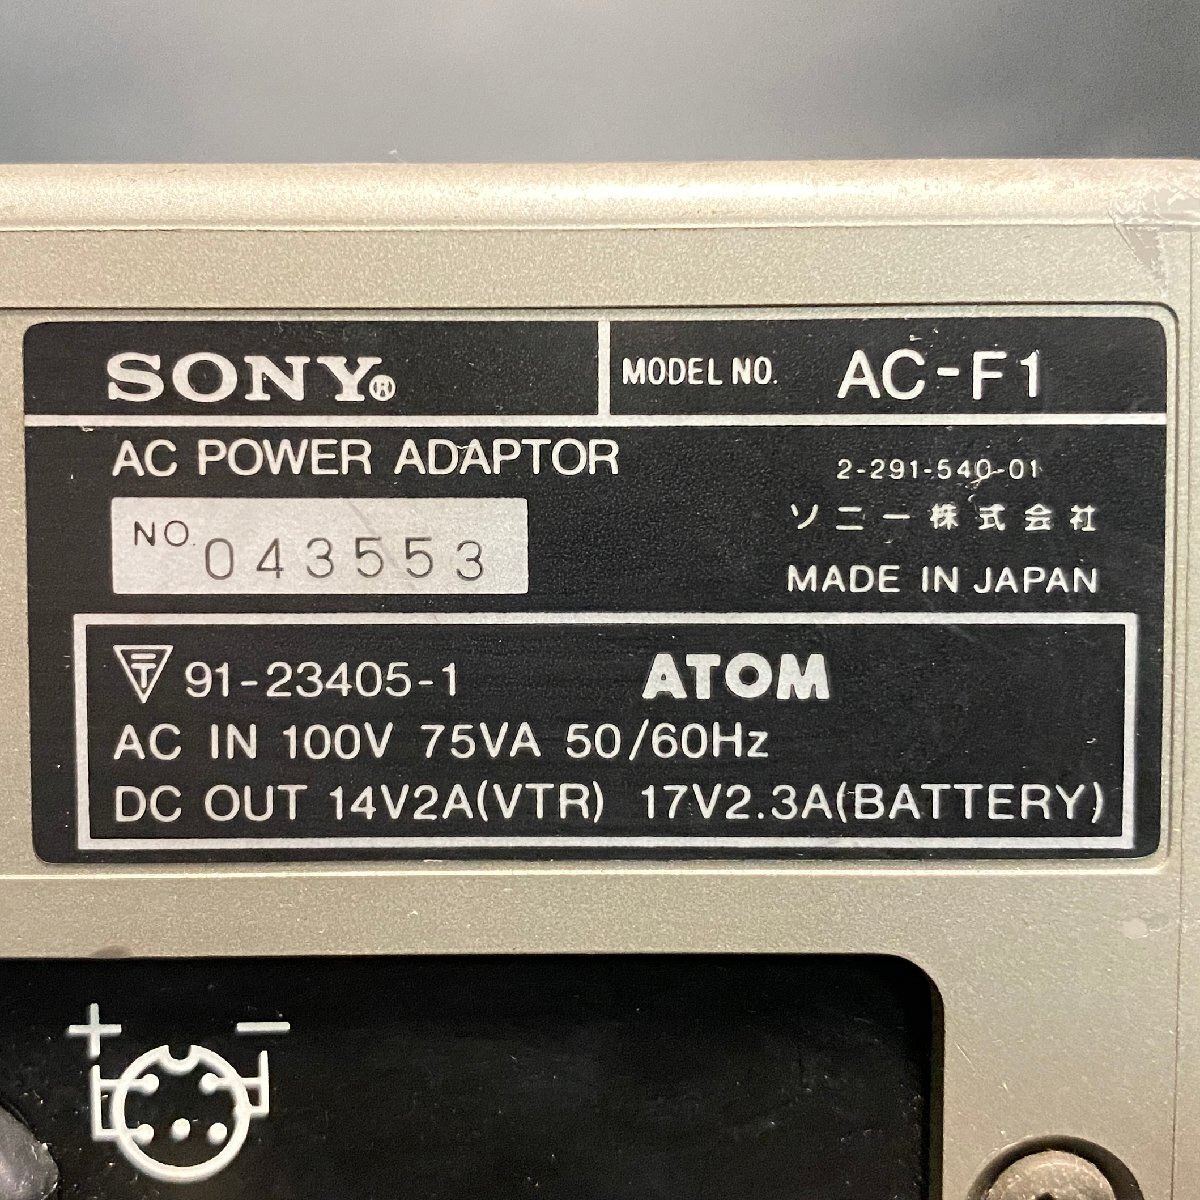 SONY® MODEL NO. AC-F1
AC POWER ADAPTOR
2-291-540-01
NO. 043553
ソニー株式会社
MADE IN JAPAN
〒 91-23405-1 ATOM
AC IN 100V 75VA 50/60Hz
DC OUT 14V2A(VTR) 17V2.3A(BATTERY)
+ −